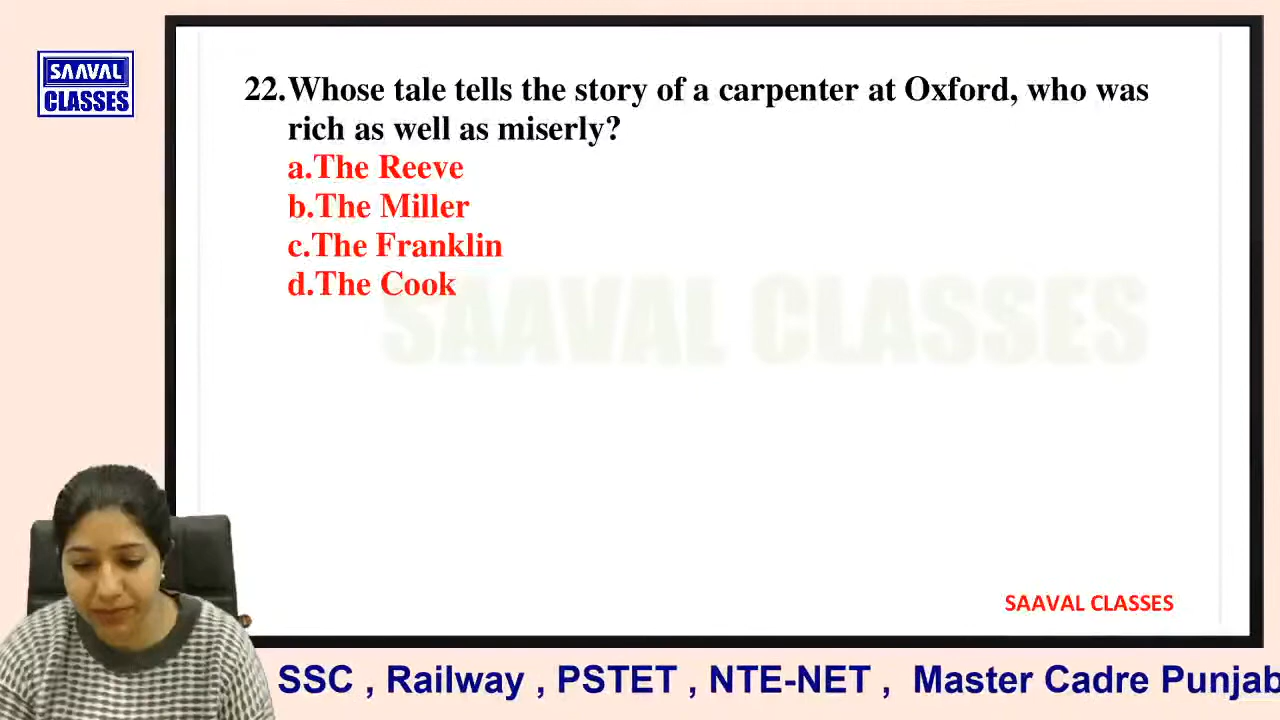 SAAVAL
CLASSES
22.Whose tale tells the story of a carpenter at Oxford, who was
rich as well as miserly?
a.The Reeve
b.The Miller
c.The Franklin
d.The Cook
SAAVAL CLASSES
SAAVAL CLASSES
SSC , Railway , PSTET , NTE-NET , Master Cadre Punjab